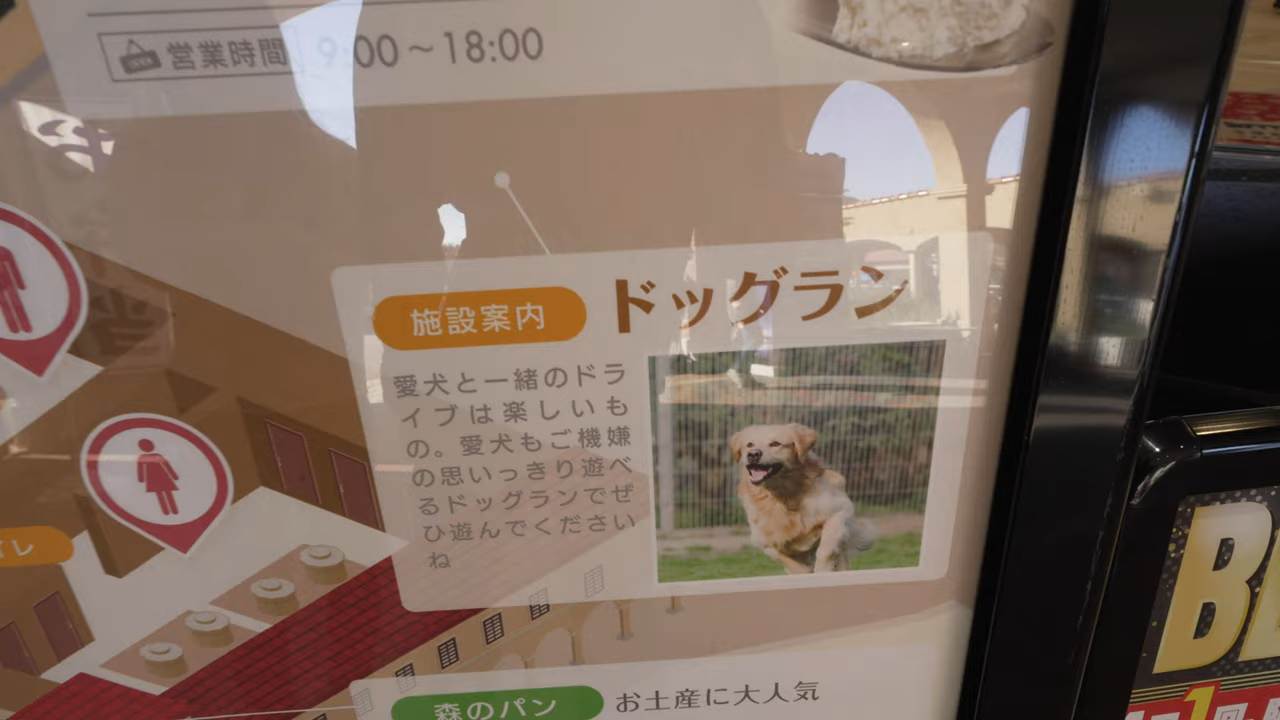 営業時間 9:00～18:00
施設案内 ドッグラン
愛犬と一緒のドラ
イブは楽しいも
の。愛犬もご機嫌
の思いっきり遊べ
るドッグランでぜ
ひ遊んでください
ね
森のパン お土産に大人気